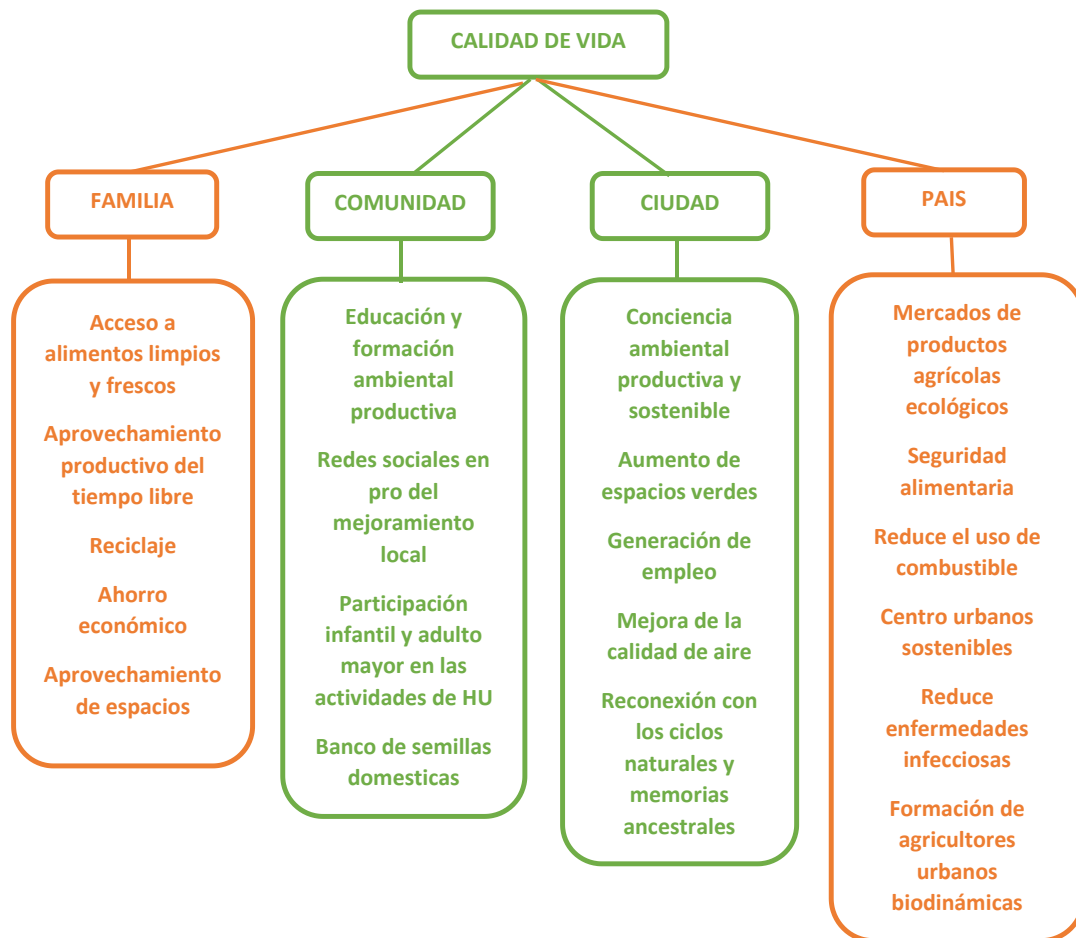 CALIDAD DE VIDA
FAMILIA
COMUNIDAD
CIUDAD
PAIS
Acceso a
alimentos limpios
y frescos
Aprovechamiento
productivo del
tiempo libre
Reciclaje
Ahorro
económico
Aprovechamiento
de espacios
Educación y
formación
ambiental
productiva
Redes sociales en
pro del
mejoramiento
local
Participación
infantil y adulto
mayor en las
actividades de HU
Banco de semillas
domesticas
Conciencia
ambiental
productiva y
sostenible
Aumento de
espacios verdes
Generación de
empleo
Mejora de la
calidad de aire
Reconexión con
los ciclos
naturales y
memorias
ancestrales
Mercados de
productos
agrícolas
ecológicos
Seguridad
alimentaria
Reduce el uso de
combustible
Centro urbanos
sostenibles
Reduce
enfermedades
infecciosas
Formación de
agricultores
urbanos
biodinámicas